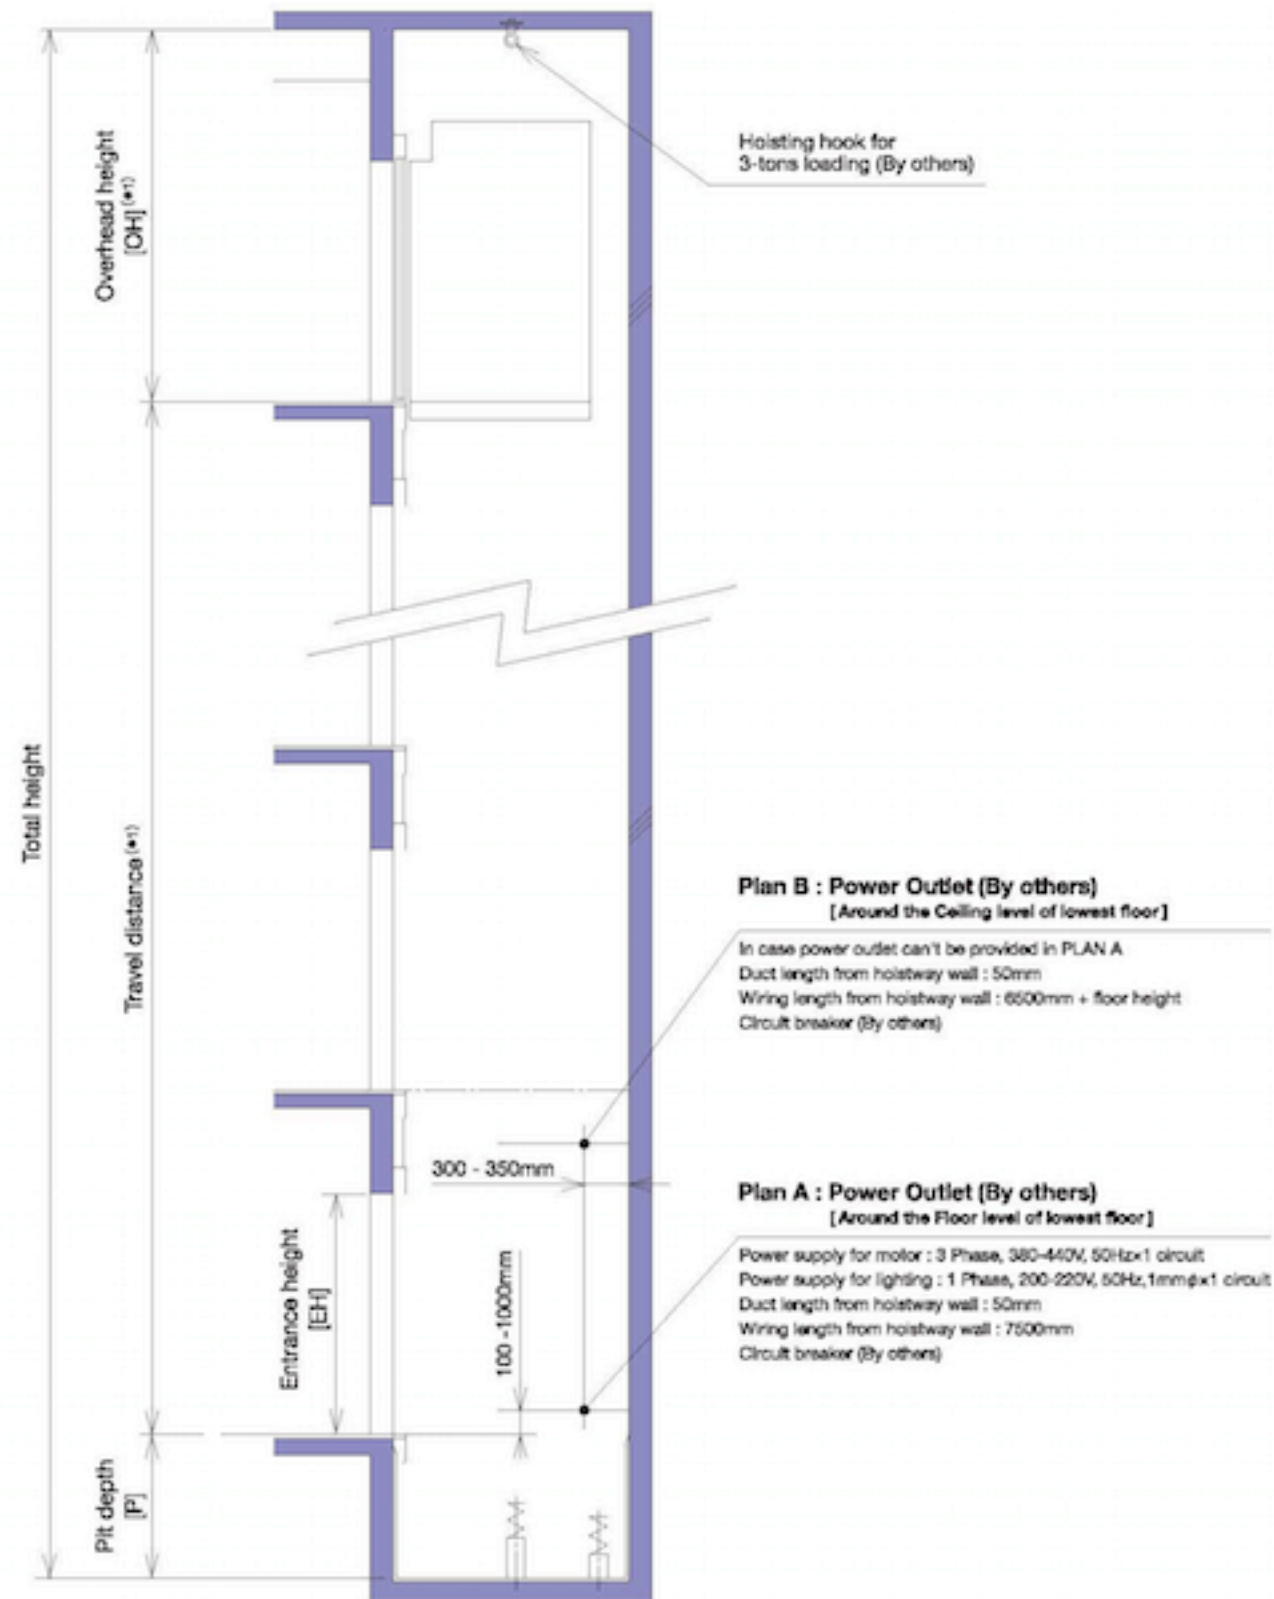 Hoisting hook for
3-tons loading (By others)
Overhead height
[OH] (*1)
Total height
Travel distance (*1)
Plan B : Power Outlet (By others)
[Around the Ceiling level of lowest floor]
In case power outlet can't be provided in PLAN A
Duct length from hoistway wall : 50mm
Wiring length from hoistway wall : 6500mm + floor height
Circuit breaker (By others)
300 - 350mm
Plan A : Power Outlet (By others)
[Around the Floor level of lowest floor]
Power supply for motor : 3 Phase, 380-440V, 50Hz×1 circuit
Power supply for lighting : 1 Phase, 200-220V, 50Hz,1mmφ×1 circuit
Duct length from hoistway wall : 50mm
Wiring length from hoistway wall : 7500mm
Circuit breaker (By others)
Entrance height
[EH]
100 -1000mm
Pit depth
[P]